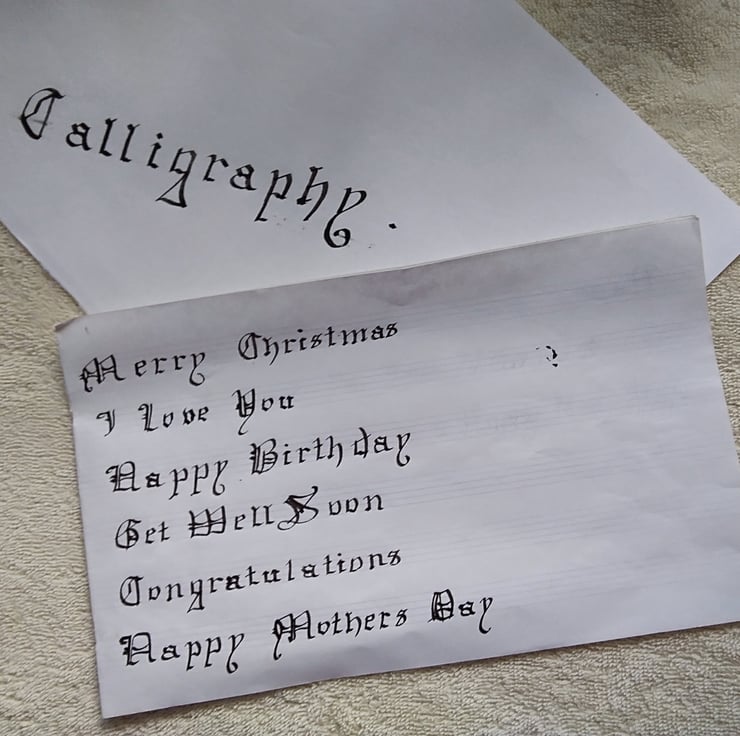 Calligraphy.
Merry Christmas
I Love You
Happy Birthday
Get Well Soon
Congratulations
Happy Mothers Day